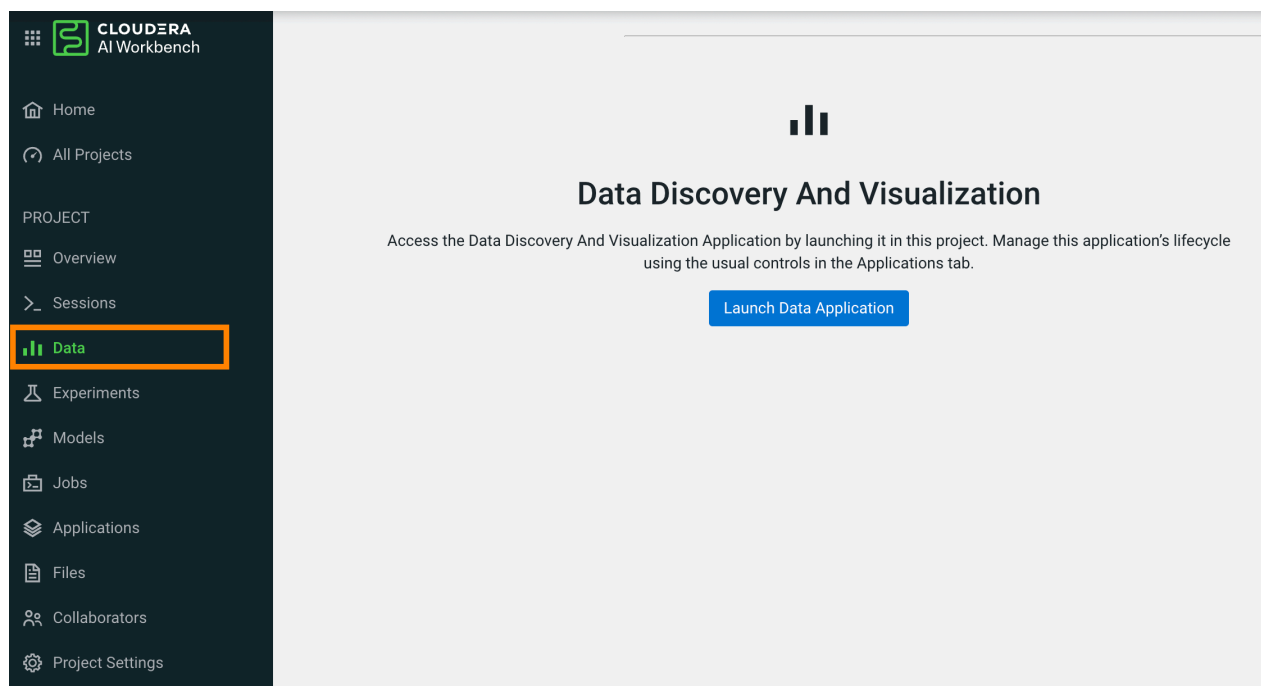 CLOUDERA
AI Workbench
Home
All Projects
PROJECT
Overview
Sessions
Data
Experiments
Models
Jobs
Applications
Files
Collaborators
Project Settings
Data Discovery And Visualization
Access the Data Discovery And Visualization Application by launching it in this project. Manage this application’s lifecycle
using the usual controls in the Applications tab.
Launch Data Application